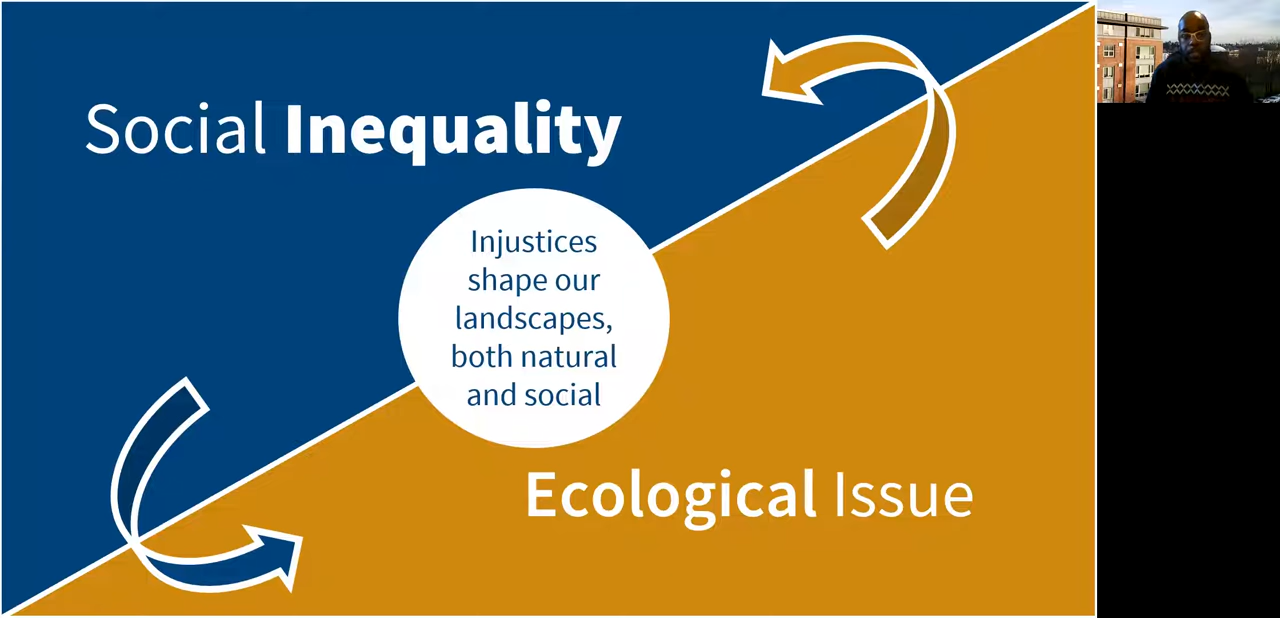 Social Inequality
Injustices
shape our
landscapes,
both natural
and social
Ecological Issue